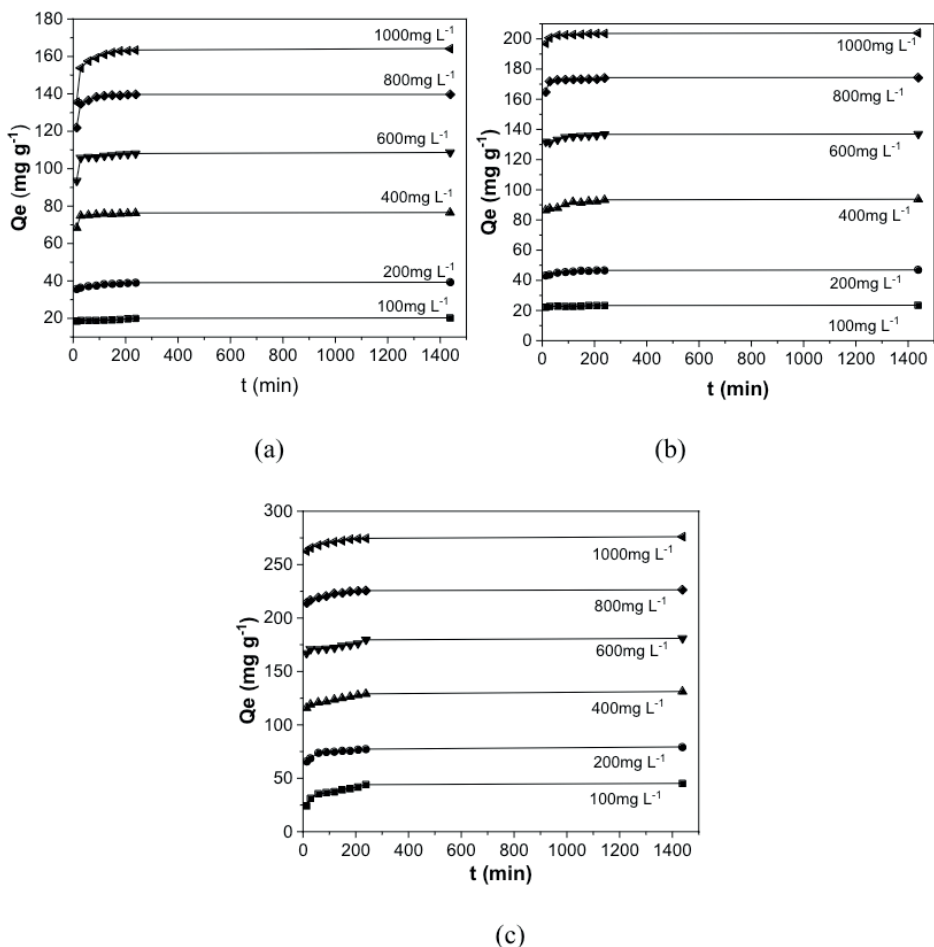 180
160
140
120
100
80
60
40
20
Qe (mg g⁻¹)
1000mg L⁻¹
800mg L⁻¹
600mg L⁻¹
400mg L⁻¹
200mg L⁻¹
100mg L⁻¹
0 200 400 600 800 1000 1200 1400
t (min)
(a)
200
180
160
140
120
100
80
60
40
20
0
Qe (mg g⁻¹)
1000mg L⁻¹
800mg L⁻¹
600mg L⁻¹
400mg L⁻¹
200mg L⁻¹
100mg L⁻¹
0 200 400 600 800 1000 1200 1400
t (min)
(b)
300
250
200
150
100
50
0
Qe (mg g⁻¹)
1000mg L⁻¹
800mg L⁻¹
600mg L⁻¹
400mg L⁻¹
200mg L⁻¹
100mg L⁻¹
0 200 400 600 800 1000 1200 1400
t (min)
(c)